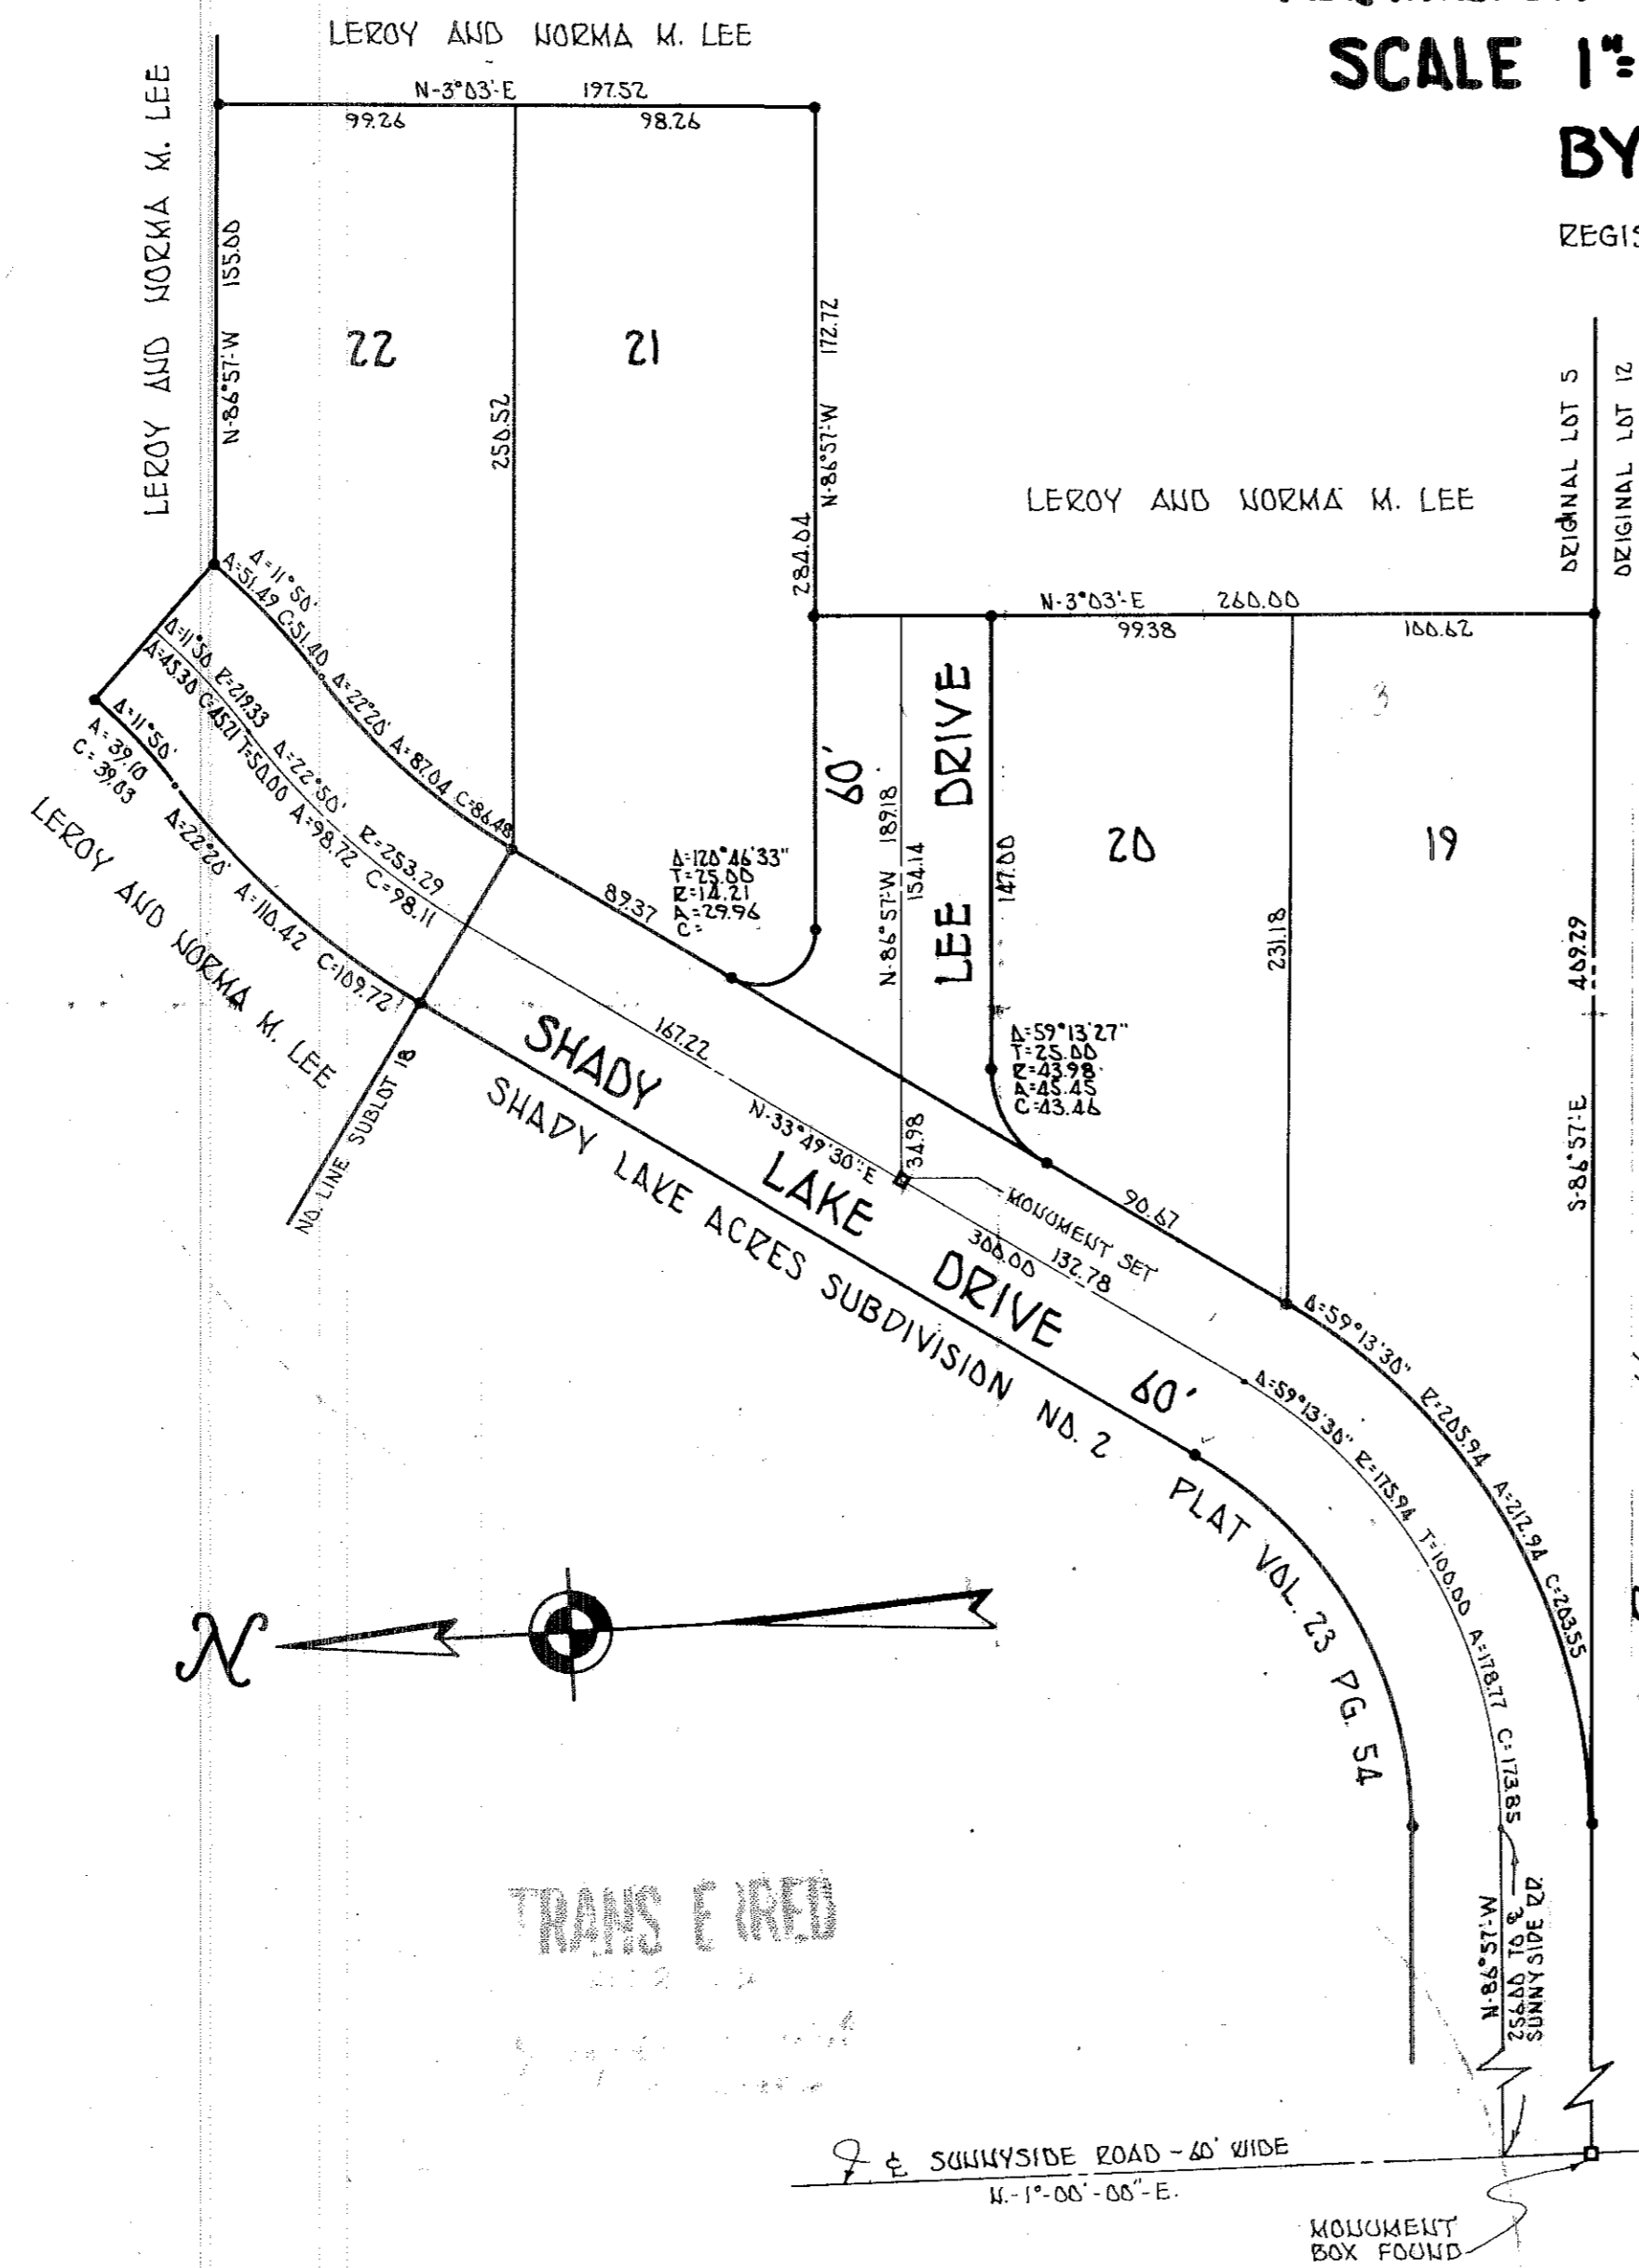 SCALE 1"=
BY
REGIS
LEROY AND NORMA M. LEE
LEROY AND NORMA M. LEE
N-3°03'-E 197.52
99.26 98.26
N-86°57'-W 155.00
22
21
250.52
N-86°57'-W 172.72
284.04
LEROY AND NORMA M. LEE
ORIGINAL LOT 5
ORIGINAL LOT 12
N-3°03'-E 260.00
99.38 100.62
Δ=11°50'
A=51.49 C=51.40
Δ=22°20' A=87.04 C=86.48
Δ=11°50' R=219.33
A=45.30 C=45.21 T=50.00
Δ=22°50' R=253.29
A=98.72 C=98.11
Δ=11°50'
A=39.10
C=39.03
Δ=22°20' A=110.42 C=109.72
LEROY AND NORMA M. LEE
NO. LINE SUBLOT 18
89.37
Δ=120°46'33"
T=25.00
R=14.21
A=29.96
C=
60'
N-86°57'-W 189.18
154.14
34.98
LEE DRIVE
147.00
Δ=59°13'27"
T=25.00
R=43.98
A=45.45
C=43.46
20
19
3
231.18
S-86°57'-E 409.29
167.22
N-33°49'30"-E
MONUMENT SET
300.00 132.78
90.67
SHADY LAKE DRIVE 60'
SHADY LAKE ACRES SUBDIVISION NO. 2 PLAT VOL. 23 PG. 54
Δ=59°13'30" R=205.94 A=212.94 C=203.55
Δ=59°13'30" R=175.94 T=100.00 A=178.77 C=173.85
N
TRANS E RED
N-86°57'-W
256.00 TO ℄
SUNNYSIDE RD.
℄ SUNNYSIDE ROAD - 60' WIDE
N.-1°-00'-00"-E.
MONUMENT
BOX FOUND